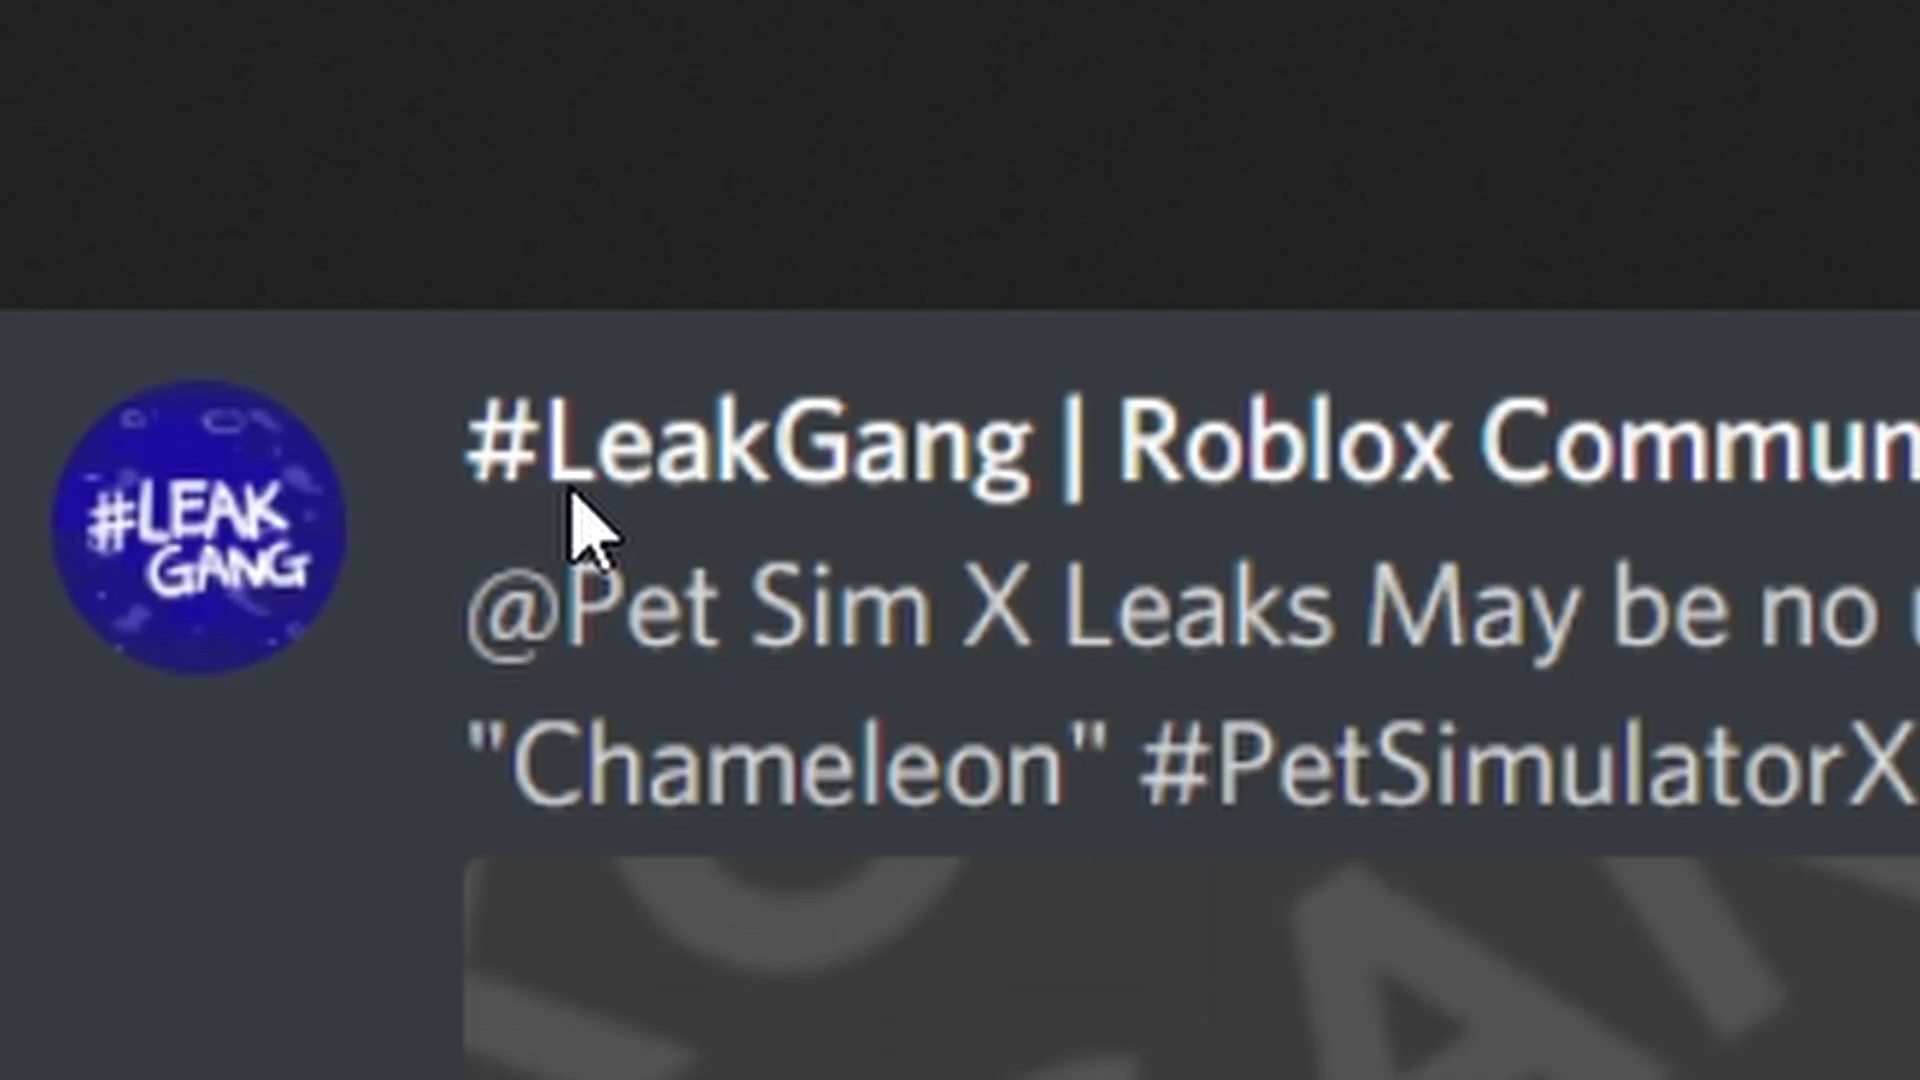 #LEAK
GANG
#LeakGang | Roblox Commun
@Pet Sim X Leaks May be no
"Chameleon" #PetSimulatorX